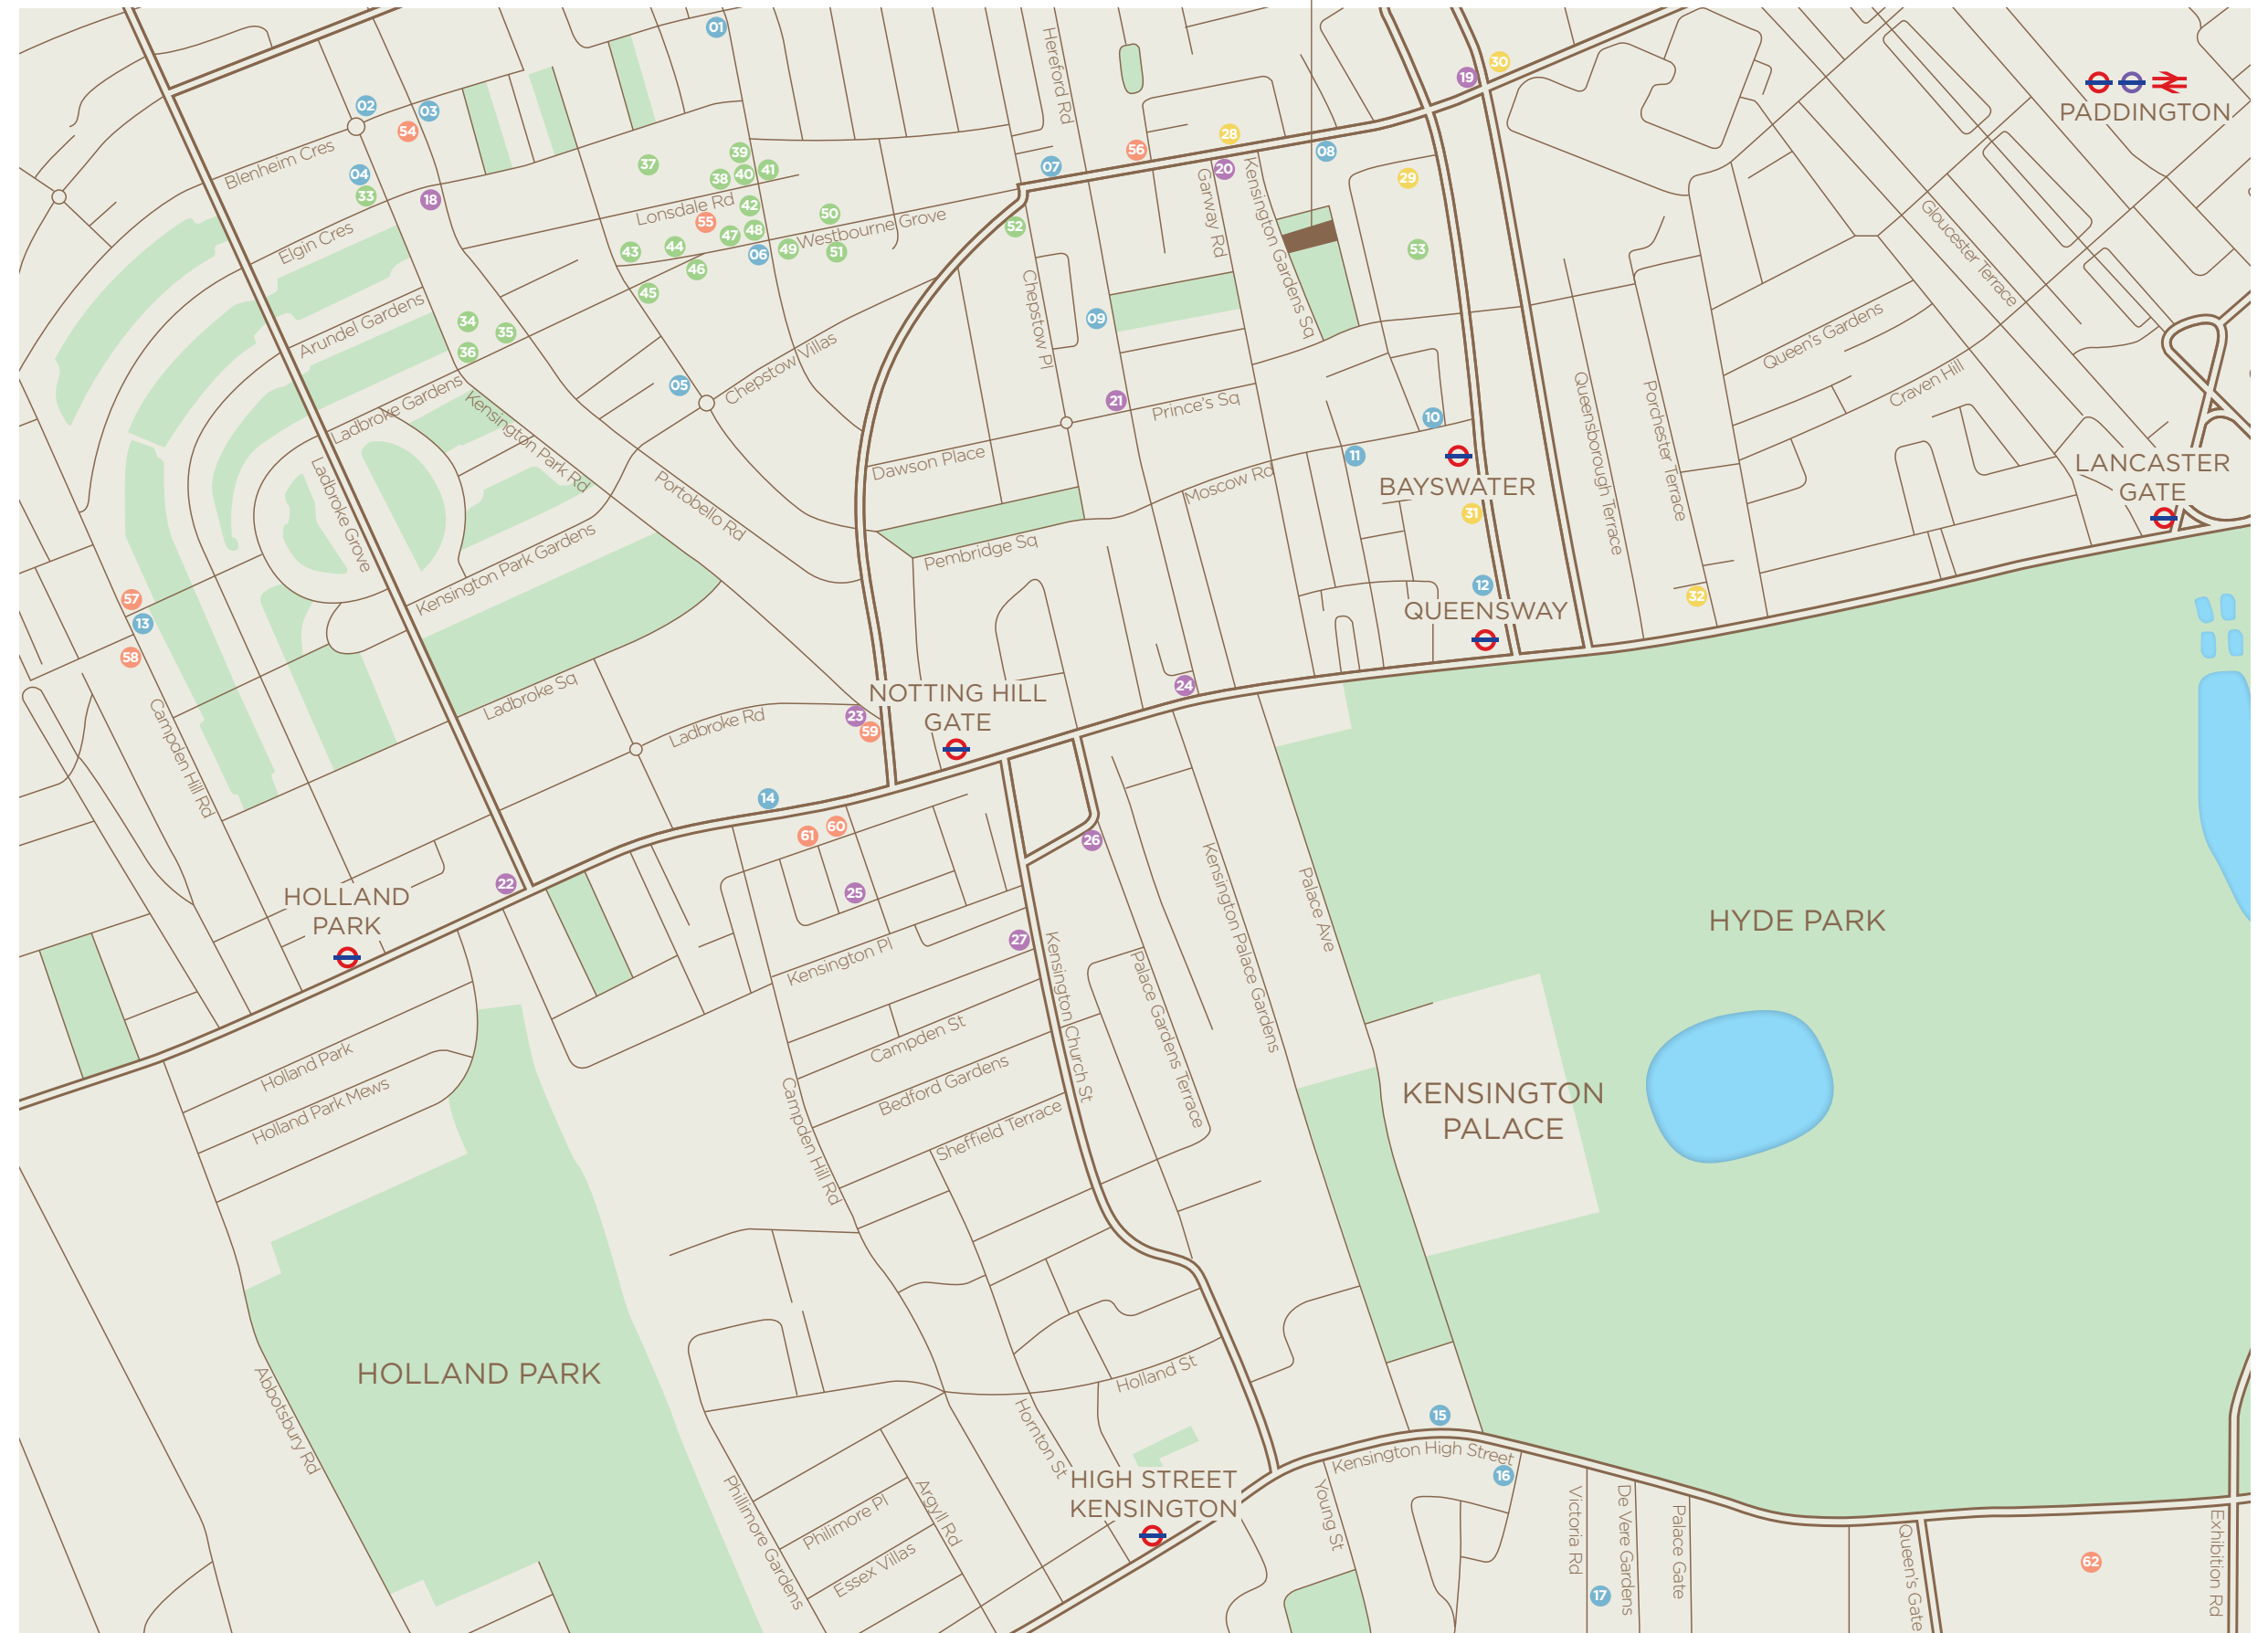 01
Hereford Rd
30
19
PADDINGTON
02
03
54
28
56
08
07
20
Blenheim Cres
39
37
41
40
38
04
33
18
29
Lonsdale Rd
42
55
50
Westbourne Grove
48
47
52
43
44
49
51
06
46
45
Garway Rd
Kensington Gardens Sq
53
Gloucester Terrace
Elgin Cres
Arundel Gardens
34
35
36
Chepstow Pl
09
Queen's Gardens
Craven Hill
Chepstow Villas
05
Ladbroke Gardens
Kensington Park Rd
21
Prince's Sq
10
Queensborough Terrace
Porchester Terrace
Dawson Place
11
Moscow Rd
BAYSWATER
31
LANCASTER
GATE
Ladbroke Grove
Portobello Rd
Kensington Park Gardens
Pembridge Sq
57
13
58
12
QUEENSWAY
32
Ladbroke Sq
Campden Hill Rd
Ladbroke Rd
23
59
NOTTING HILL
GATE
24
14
61
60
26
22
25
HOLLAND
PARK
27
Kensington Pl
Kensington Church St
Kensington Palace Gardens
Palace Ave
HYDE PARK
Palace Gardens Terrace
Holland Park
Holland Park Mews
Campden St
Bedford Gardens
Sheffield Terrace
Campden Hill Rd
KENSINGTON
PALACE
HOLLAND PARK
Abbotsbury Rd
Holland St
Hornton St
15
Kensington High Street
16
HIGH STREET
KENSINGTON
Phillimore Gardens
Philimore Pl
Argyll Rd
Essex Villas
Young St
Victoria Rd
17
De Vere Gardens
Palace Gate
Queen's Gate
62
Exhibition Rd